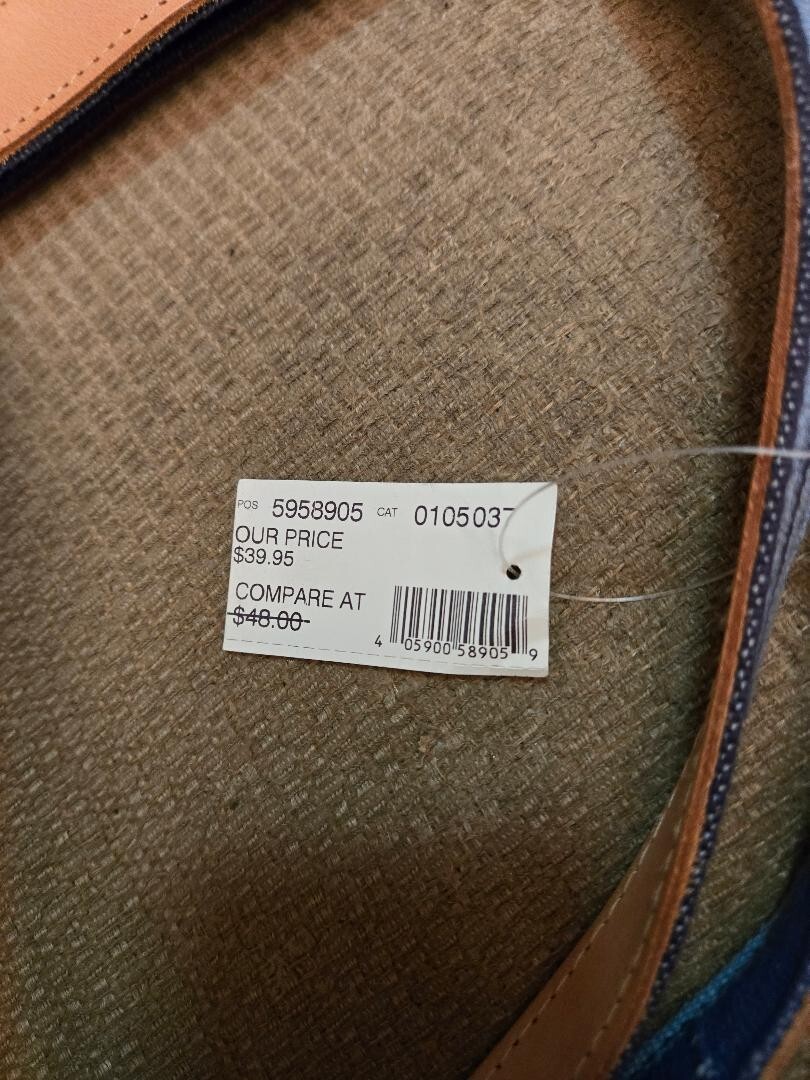 POS 5958905 CAT 0105037
OUR PRICE
$39.95
COMPARE AT
$48.00
4 05900 58905 9